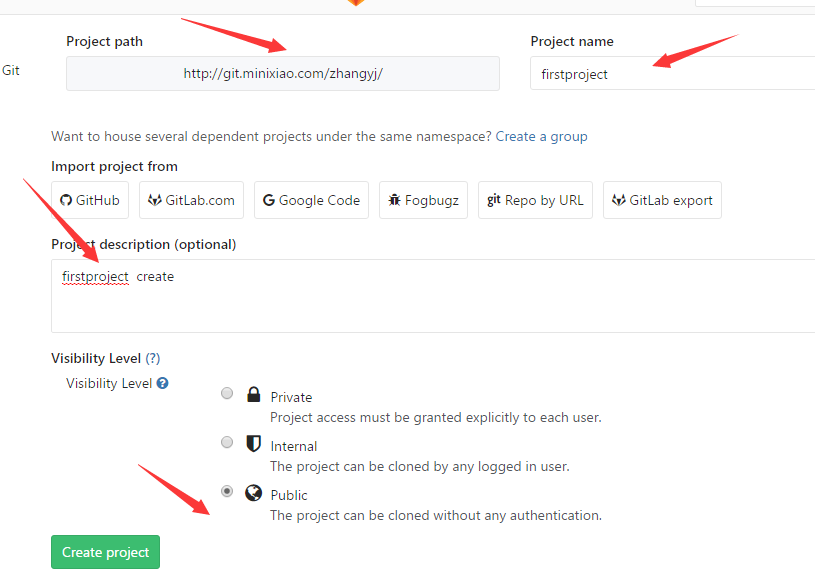 Project path
Project name
Git
http://git.minixiao.com/zhangyj/
firstproject
Want to house several dependent projects under the same namespace? Create a group
Import project from
GitHub
GitLab.com
Google Code
Fogbugz
git Repo by URL
GitLab export
Project description (optional)
firstproject create
Visibility Level (?)
Visibility Level ?
Private
Project access must be granted explicitly to each user.
Internal
The project can be cloned by any logged in user.
Public
The project can be cloned without any authentication.
Create project